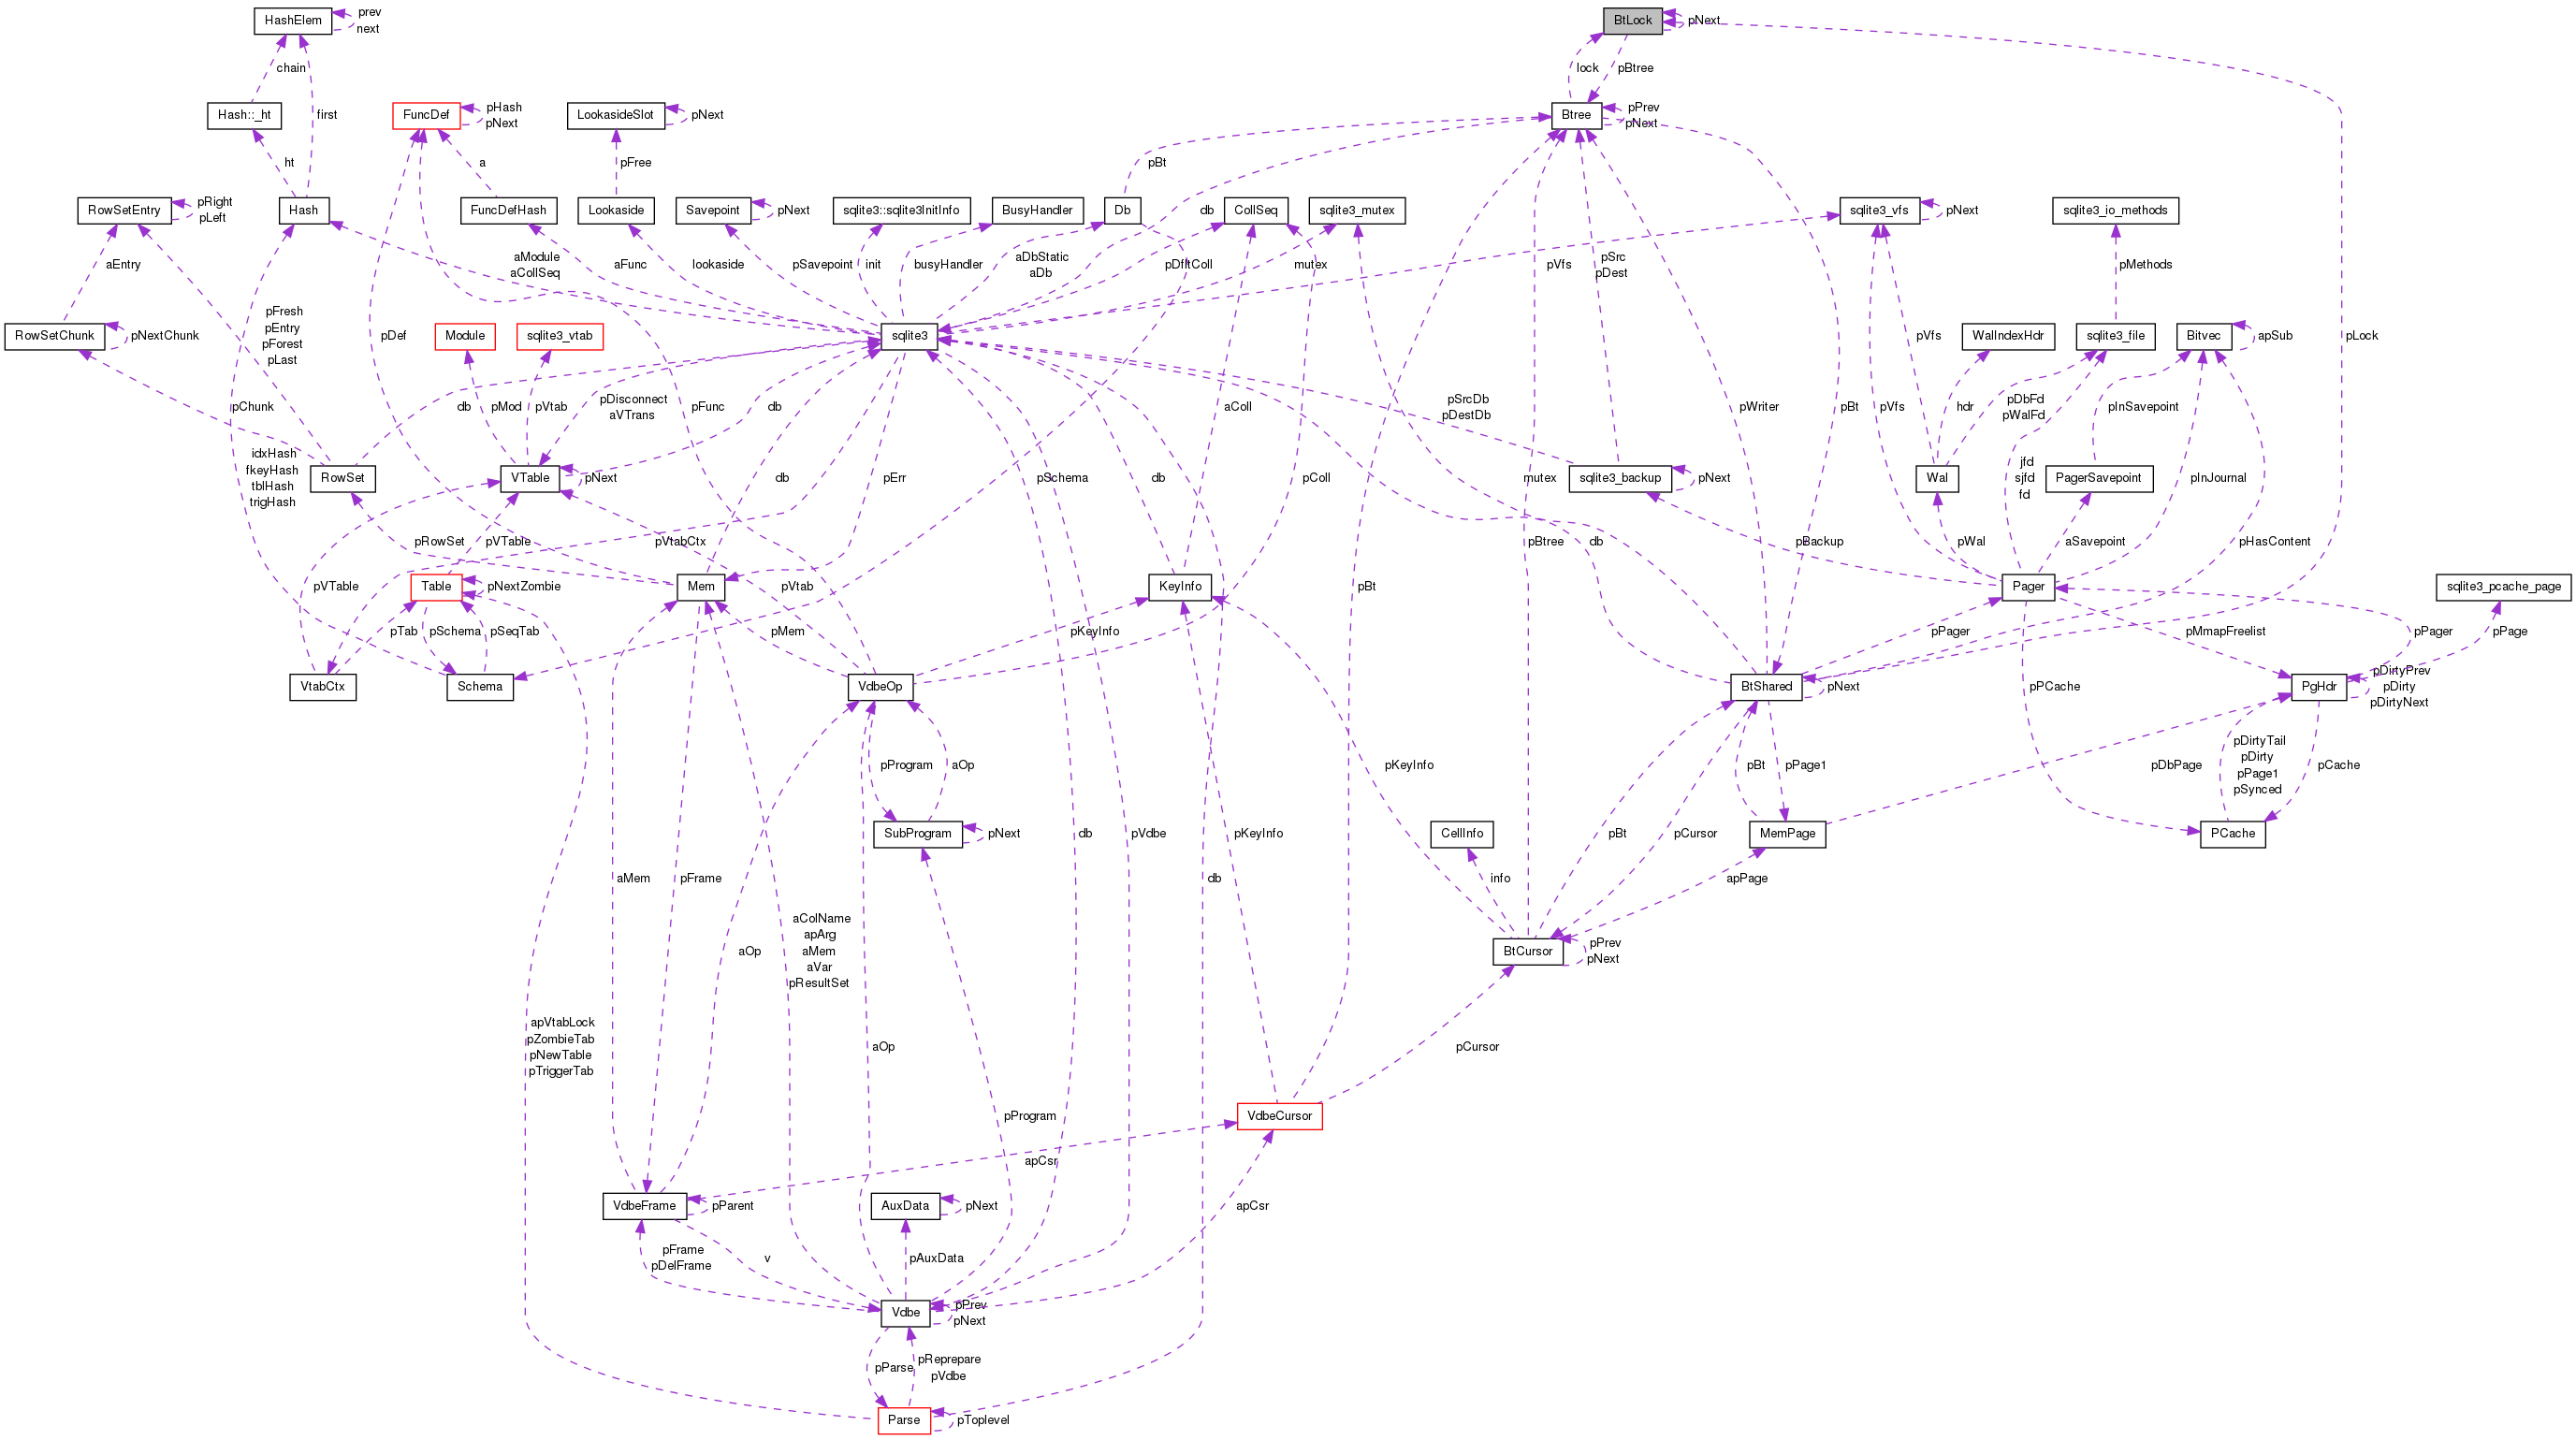 HashElem
prev
next
BtLock
pNext
chain
lock
pBtree
Hash::_ht
first
FuncDef
pHash
pNext
LookasideSlot
pNext
Btree
pPrev
pNext
ht
a
pFree
pBt
RowSetEntry
pRight
pLeft
Hash
FuncDefHash
Lookaside
Savepoint
pNext
sqlite3::sqlite3InitInfo
BusyHandler
Db
CollSeq
sqlite3_mutex
sqlite3_vfs
pNext
sqlite3_io_methods
db
aEntry
aModule
aCollSeq
aFunc
lookaside
pSavepoint
init
busyHandler
aDbStatic
aDb
pDfltColl
mutex
pSrc
pDest
pVfs
pMethods
pFresh
pEntry
pForest
pLast
RowSetChunk
pNextChunk
pDef
Module
sqlite3_vtab
sqlite3
pVfs
WalIndexHdr
sqlite3_file
Bitvec
apSub
pLock
pChunk
db
pMod
pVtab
pDisconnect
aVTrans
db
pFunc
aColl
pSrcDb
pDestDb
pWriter
pBt
pVfs
hdr
pDbFd
pWalFd
pInSavepoint
idxHash
fkeyHash
tblHash
trigHash
RowSet
VTable
pNext
db
pErr
pSchema
db
pColl
mutex
sqlite3_backup
pNext
Wal
jfd
sjfd
fd
PagerSavepoint
pInJournal
pRowSet
pVTable
pVtabCtx
pBtree
db
pBackup
pWal
aSavepoint
pHasContent
pVTable
Table
pNextZombie
Mem
pVtab
KeyInfo
pBt
Pager
sqlite3_pcache_page
pTab
pSchema
pSeqTab
pMem
pKeyInfo
pPager
pMmapFreelist
pPager
pPage
VtabCtx
Schema
VdbeOp
BtShared
pNext
PgHdr
pDirtyPrev
pDirty
pDirtyNext
pPCache
pProgram
aOp
pKeyInfo
pBt
pPage1
pDbPage
pDirtyTail
pDirty
pPage1
pSynced
pCache
SubProgram
pNext
db
pVdbe
pKeyInfo
CellInfo
pBt
pCursor
MemPage
PCache
aMem
pFrame
db
info
apPage
aColName
apArg
aMem
aVar
pResultSet
aOp
BtCursor
pPrev
pNext
apVtabLock
pZombieTab
pNewTable
pTriggerTab
aOp
pCursor
pProgram
VdbeCursor
apCsr
VdbeFrame
pParent
AuxData
pNext
apCsr
pFrame
pDelFrame
v
pAuxData
Vdbe
pPrev
pNext
pParse
pReprepare
pVdbe
Parse
pToplevel